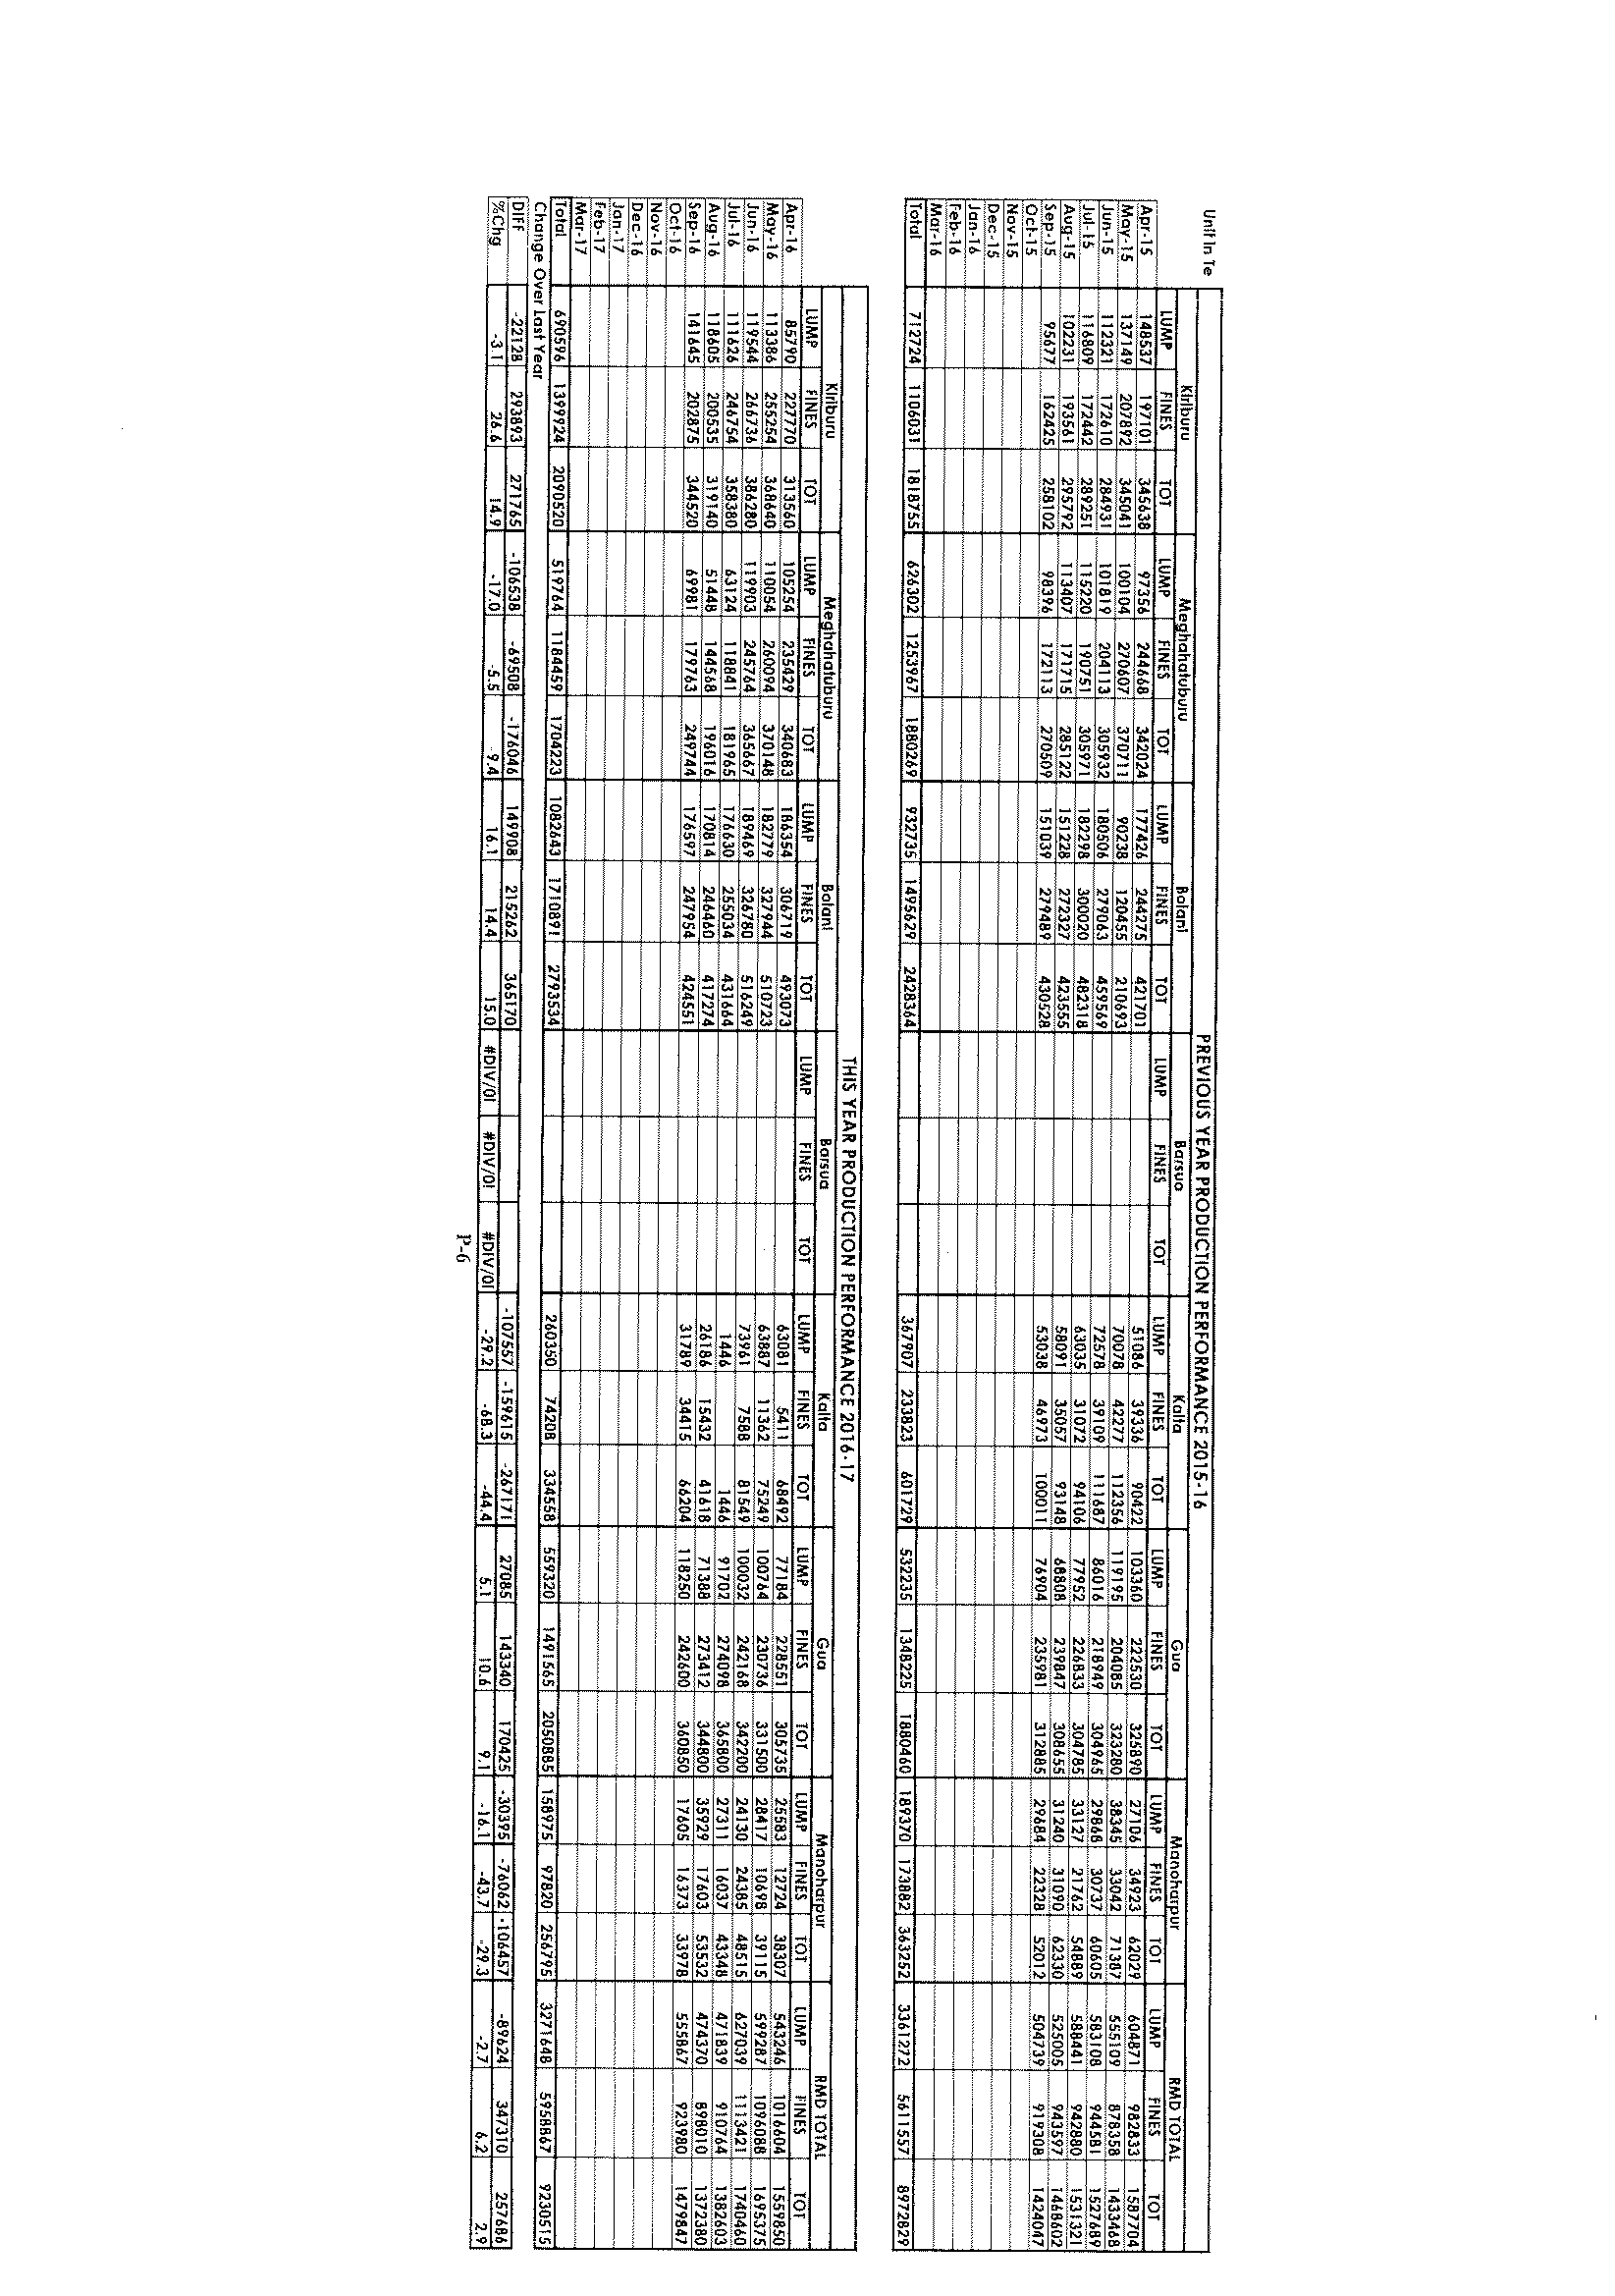 Unit in Te
PREVIOUS YEAR PRODUCTION PERFORMANCE 2015-16
Kiriburu Meghahatuburu Bolani Barsua Kalta Gua Manoharpur RMD TOTAL
LUMP FINES TOT LUMP FINES TOT LUMP FINES TOT LUMP FINES TOT LUMP FINES TOT LUMP FINES TOT LUMP FINES TOT LUMP FINES TOT
Apr-15 148537 197101 345638 97356 244668 342024 177426 244275 421701 51086 39336 90422 103360 222530 325890 27106 34923 62029 604871 982833 1587704
May-15 137149 207892 345041 100104 270607 370711 90238 120455 210693 70078 42277 112356 119195 204085 323280 38345 33042 71387 555109 878358 1433468
Jun-15 112321 172610 284931 101819 204113 305932 180506 279063 459569 72578 39109 111687 86016 218949 304965 29868 30737 60605 583108 944581 1527689
Jul-15 116809 172442 289251 115220 190751 305971 182298 300020 482318 63035 31072 94106 77952 226833 304785 33127 21762 54889 588441 942880 1531321
Aug-15 102231 193561 295792 113407 171715 285122 151228 272327 423555 58091 35057 93148 68808 239847 308655 31240 31090 62330 525005 943597 1468602
Sep-15 95677 162425 258102 98396 172113 270509 151039 279489 430528 53038 46973 100011 76904 235981 312885 29684 22328 52012 504739 919308 1424047
Oct-15
Nov-15
Dec-15
Jan-16
Feb-16
Mar-16
Total 712724 1106031 1818755 626302 1253967 1880269 932735 1495629 2428364 367907 233823 601729 532235 1348225 1880460 189370 173882 363252 3361272 5611557 8972829
THIS YEAR PRODUCTION PERFORMANCE 2016-17
Kiriburu Meghahatuburu Bolani Barsua Kalta Gua Manoharpur RMD TOTAL
LUMP FINES TOT LUMP FINES TOT LUMP FINES TOT LUMP FINES TOT LUMP FINES TOT LUMP FINES TOT LUMP FINES TOT LUMP FINES TOT
Apr-16 85790 227770 313560 105254 235429 340683 186354 306719 493073 63081 5411 68492 77184 228551 305735 25583 12724 38307 543246 1016604 1559850
May-16 113386 255254 368640 110054 260094 370148 182779 327944 510723 63887 11362 75249 100764 230736 331500 28417 10698 39115 599287 1096088 1695375
Jun-16 119544 266736 386280 119903 245764 365667 189469 326780 516249 73961 7588 81549 100032 242168 342200 24130 24385 48515 627039 1113421 1740460
Jul-16 111626 246754 358380 63124 118841 181965 176630 255034 431664 1446 1446 91702 274098 365800 27311 16037 43348 471839 910764 1382603
Aug-16 118605 200535 319140 51448 144568 196016 170814 246460 417274 26186 15432 41618 71388 273412 344800 35929 17603 53532 474370 898010 1372380
Sep-16 141645 202875 344520 69981 179763 249744 176597 247954 424551 31789 34415 66204 118250 242600 360850 17605 16373 33978 555867 923980 1479847
Oct-16
Nov-16
Dec-16
Jan-17
Feb-17
Mar-17
Total 690596 1399924 2090520 519764 1184459 1704223 1082643 1710891 2793534 260350 74208 334558 559320 1491565 2050885 158975 97820 256795 3271648 5958867 9230515
Change Over Last Year
DIFF -22128 293893 271765 -106538 -69508 -176046 149908 215262 365170 -107557 -159615 -267171 27085 143340 170425 -30395 -76062 -106457 -89624 347310 257686
%Chg -3.1 26.6 14.9 -17.0 -5.5 -9.4 16.1 14.4 15.0 #DIV/0! #DIV/0! #DIV/0! -29.2 -68.3 -44.4 5.1 10.6 9.1 -16.1 -43.7 -29.3 -2.7 6.2 2.9
P-6